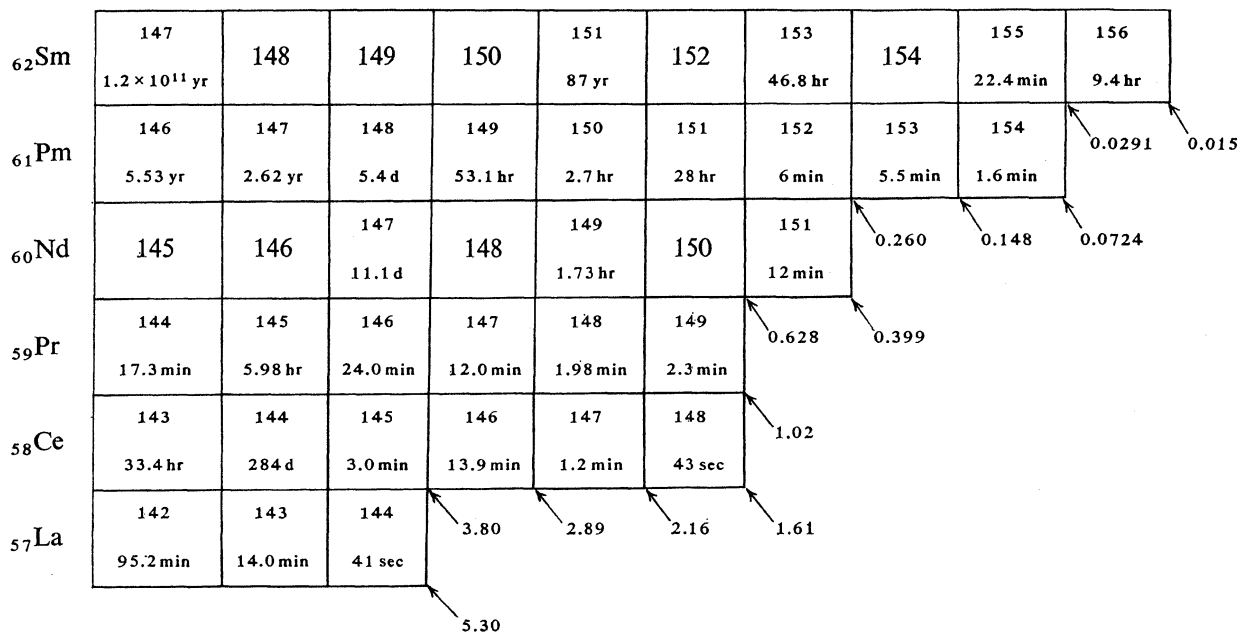 147 151 153 155 156
₆₂Sm 148 149 150 152 154
1.2 × 10¹¹ yr 87 yr 46.8 hr 22.4 min 9.4 hr
146 147 148 149 150 151 152 153 154
0.0291 0.015
₆₁Pm
5.53 yr 2.62 yr 5.4 d 53.1 hr 2.7 hr 28 hr 6 min 5.5 min 1.6 min
147 149 151
0.260 0.148 0.0724
₆₀Nd 145 146 148 150
11.1 d 1.73 hr 12 min
144 145 146 147 148 149
0.628 0.399
₅₉Pr
17.3 min 5.98 hr 24.0 min 12.0 min 1.98 min 2.3 min
143 144 145 146 147 148
1.02
₅₈Ce
33.4 hr 284 d 3.0 min 13.9 min 1.2 min 43 sec
142 143 144
3.80 2.89 2.16 1.61
₅₇La
95.2 min 14.0 min 41 sec
5.30